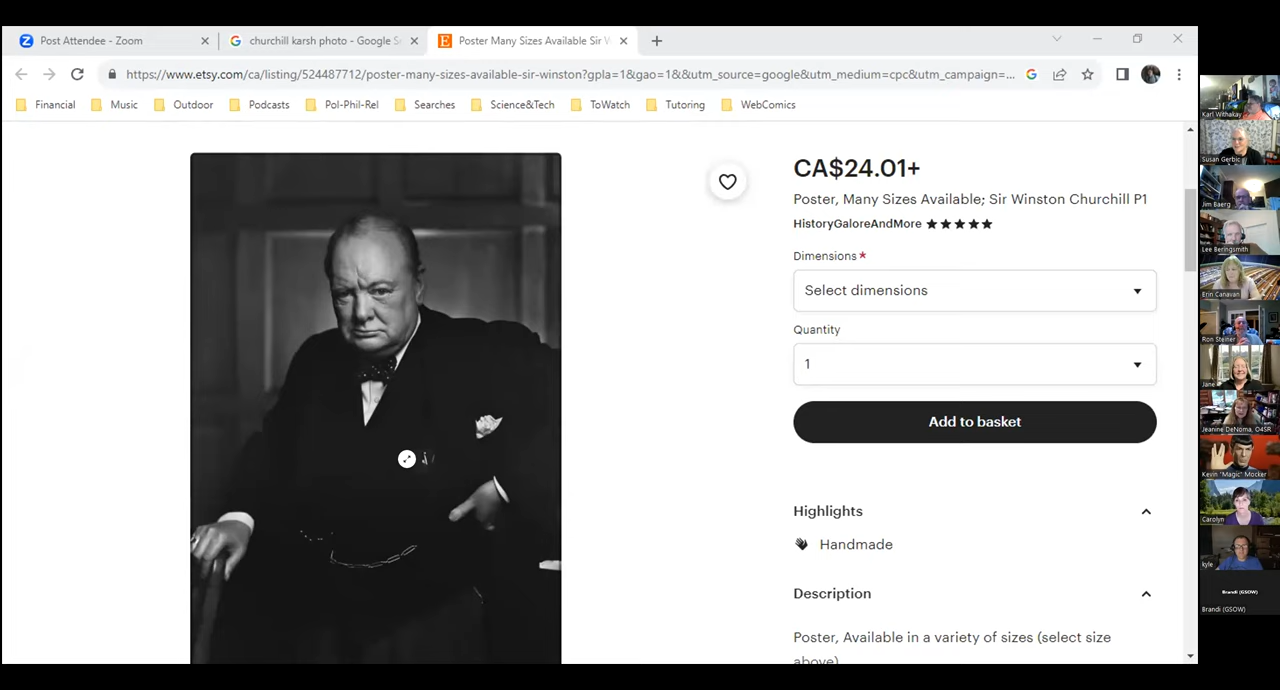 Post Attendee - Zoom
churchill karsh photo - Google S
Poster Many Sizes Available Sir W
https://www.etsy.com/ca/listing/524487712/poster-many-sizes-available-sir-winston?gpla=1&gao=1&&utm_source=google&utm_medium=cpc&utm_campaign=...
Financial
Music
Outdoor
Podcasts
Pol-Phil-Rel
Searches
Science&Tech
ToWatch
Tutoring
WebComics
CA$24.01+
Poster, Many Sizes Available; Sir Winston Churchill P1
HistoryGaloreAndMore
Dimensions *
Select dimensions
Quantity
1
Add to basket
Highlights
Handmade
Description
Poster, Available in a variety of sizes (select size
above)
Karl Withakay
Susan Gerbic
Jim Baerg
Lee Beringsmith
Erin Canavan
Ron Steiner
Jane
Jeanine DeNoma, O4SR
Kevin "Magic" Mocker
Carolyn
kyle
Brandi (GSOW)
Brandi (GSOW)